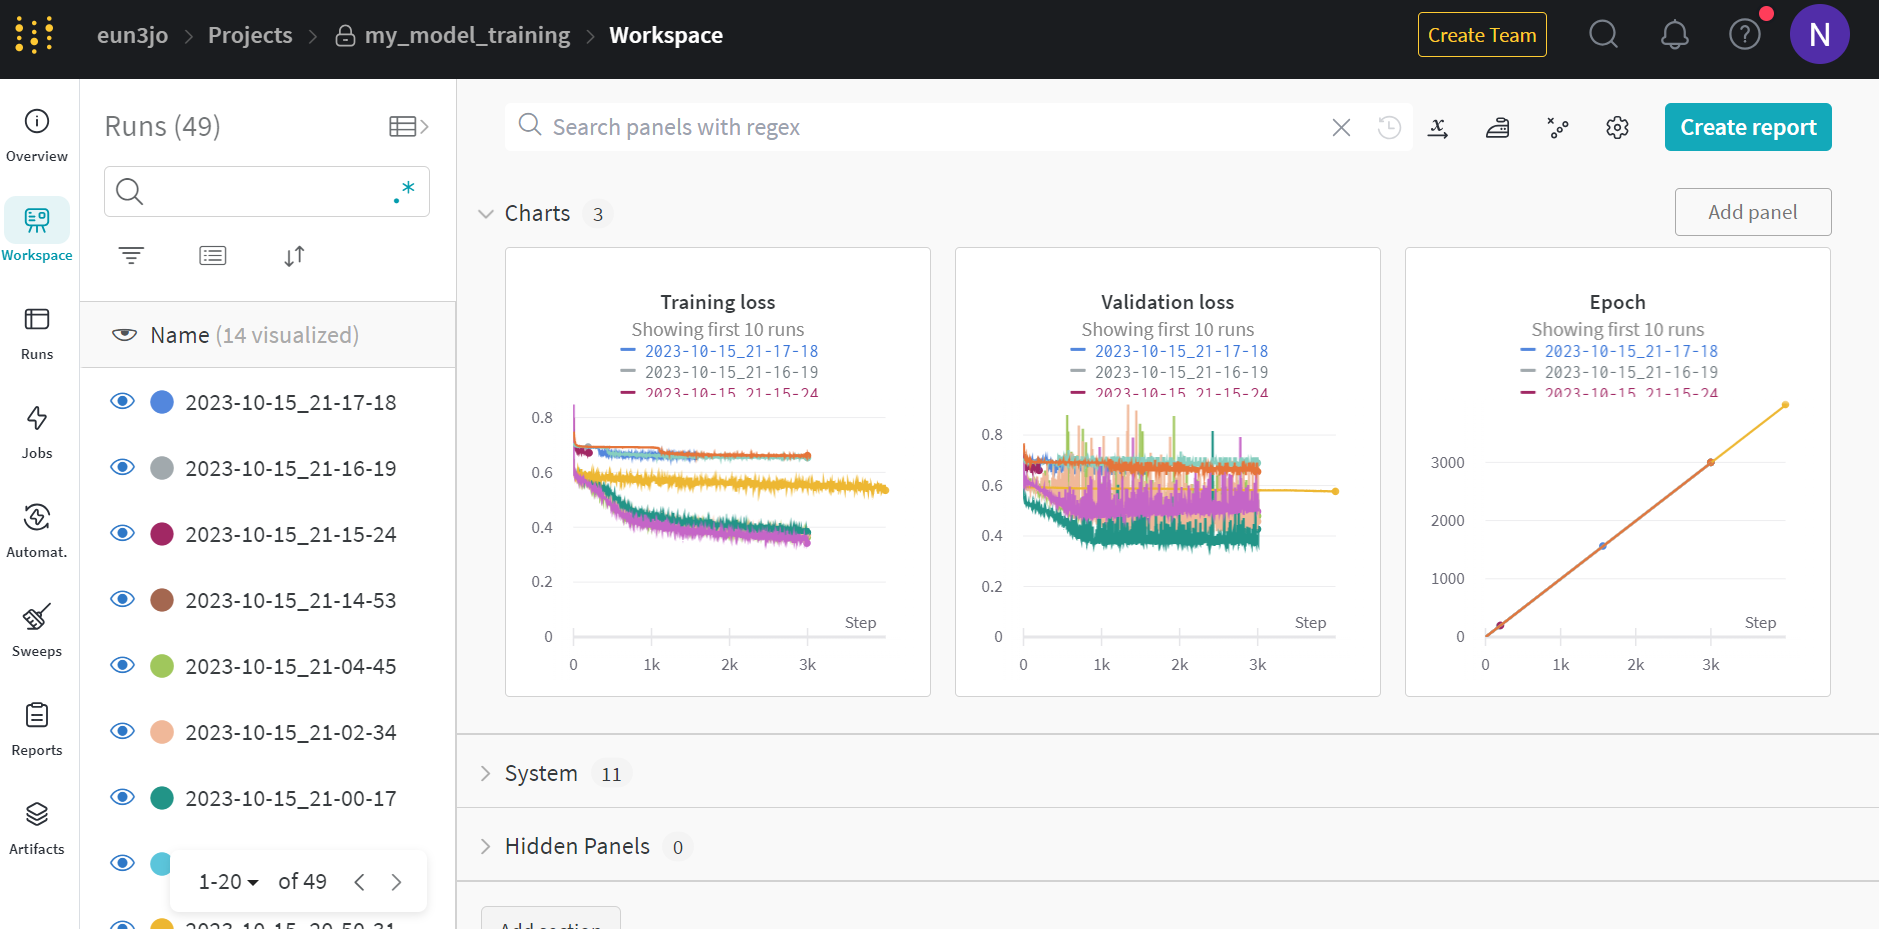 eun3jo > Projects > my_model_training > Workspace
Create Team
N
Overview
Workspace
Runs
Jobs
Automat.
Sweeps
Reports
Artifacts
Runs (49)
.*
Name (14 visualized)
2023-10-15_21-17-18
2023-10-15_21-16-19
2023-10-15_21-15-24
2023-10-15_21-14-53
2023-10-15_21-04-45
2023-10-15_21-02-34
2023-10-15_21-00-17
1-20 of 49
Search panels with regex
Create report
Charts 3
Add panel
Training loss
Showing first 10 runs
2023-10-15_21-17-18
2023-10-15_21-16-19
2023-10-15_21-15-24
0.8
0.6
0.4
0.2
0
Step
0 1k 2k 3k
Validation loss
Showing first 10 runs
2023-10-15_21-17-18
2023-10-15_21-16-19
2023-10-15_21-15-24
0.8
0.6
0.4
0.2
0
Step
0 1k 2k 3k
Epoch
Showing first 10 runs
2023-10-15_21-17-18
2023-10-15_21-16-19
2023-10-15_21-15-24
3000
2000
1000
0
Step
0 1k 2k 3k
System 11
Hidden Panels 0
Add section